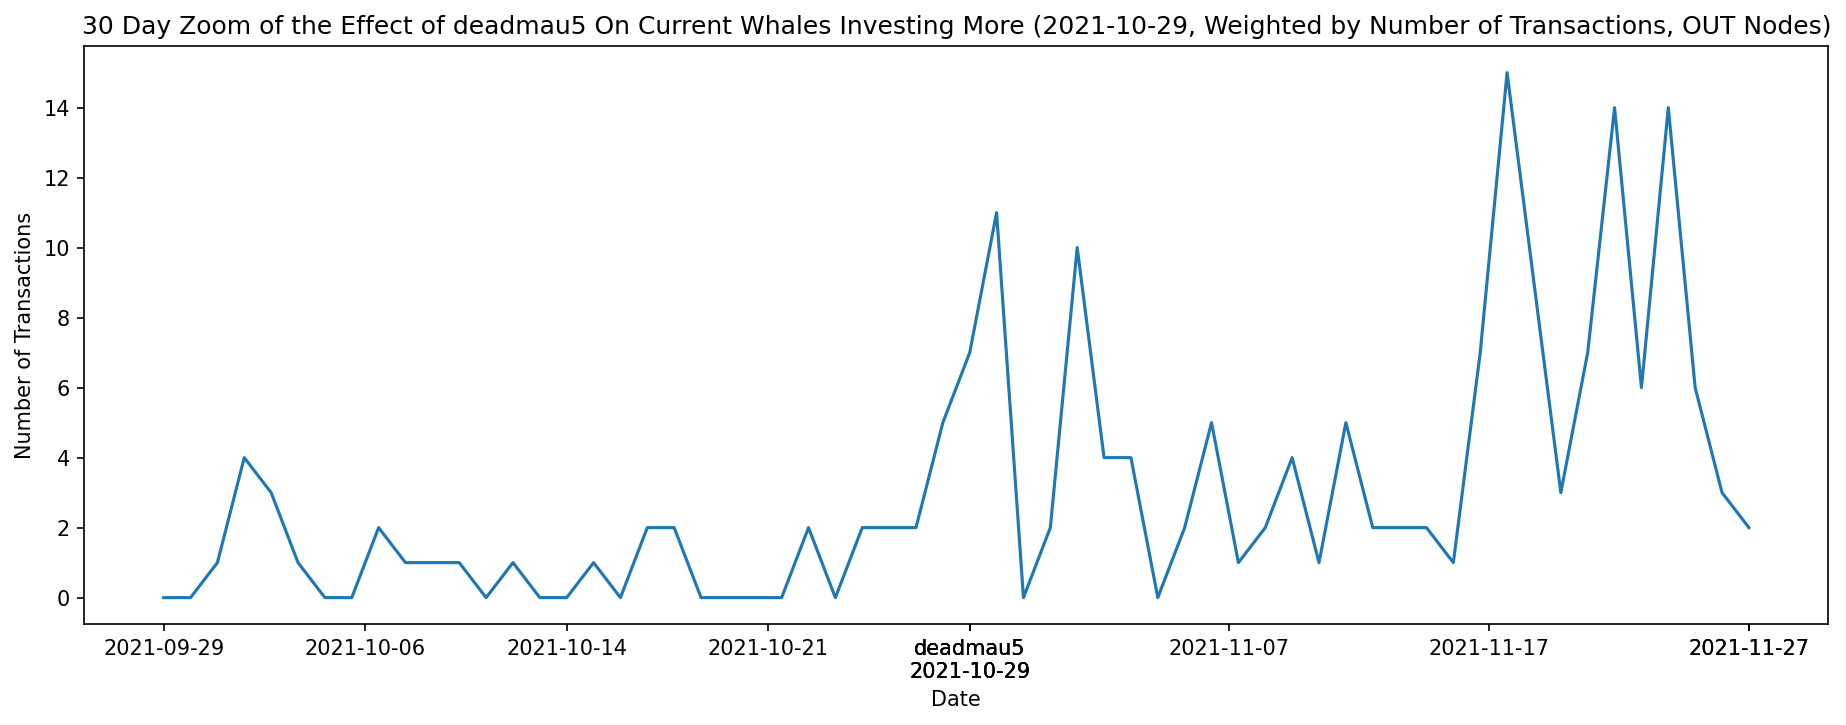 30 Day Zoom of the Effect of deadmau5 On Current Whales Investing More (2021-10-29, Weighted by Number of Transactions, OUT Nodes)
Number of Transactions
14
12
10
8
6
4
2
0
2021-09-29 2021-10-06 2021-10-14 2021-10-21 deadmau5 2021-11-07 2021-11-17 2021-11-27
2021-10-29
Date